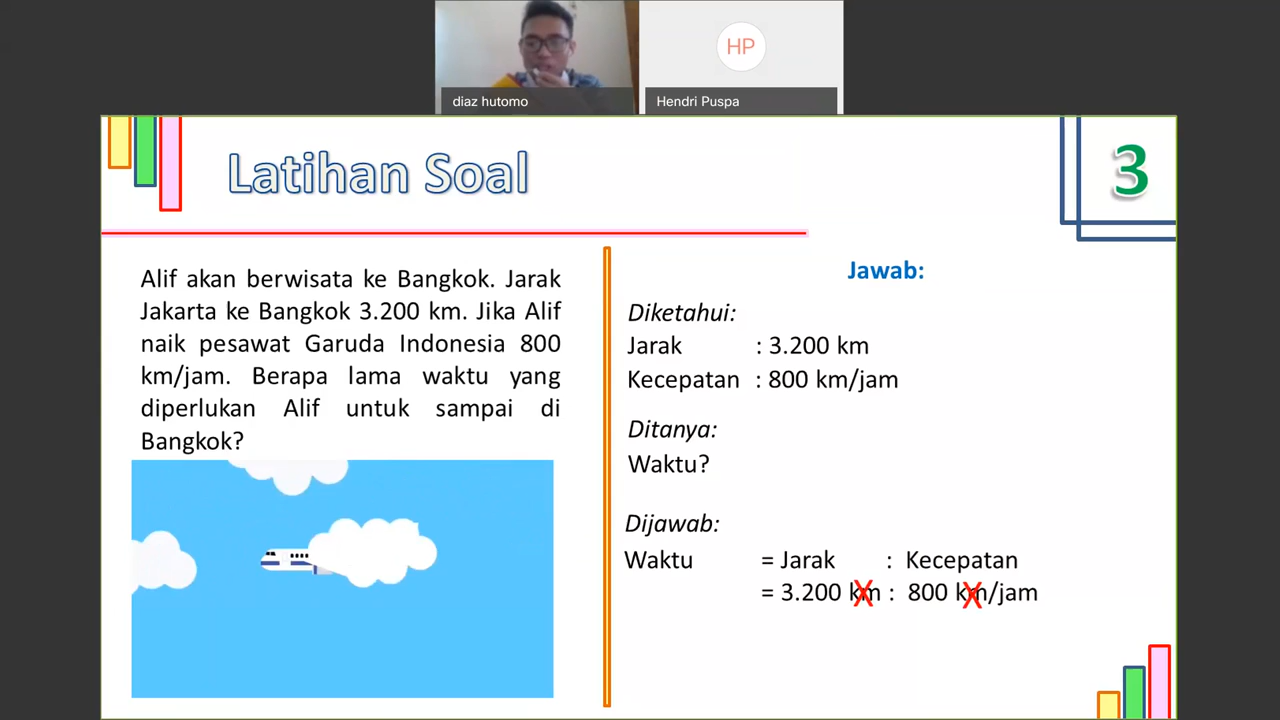 HP
diaz hutomo
Hendri Puspa
Latihan Soal
3
Alif akan berwisata ke Bangkok. Jarak
Jakarta ke Bangkok 3.200 km. Jika Alif
naik pesawat Garuda Indonesia 800
km/jam. Berapa lama waktu yang
diperlukan Alif untuk sampai di
Bangkok?
Jawab:
Diketahui:
Jarak : 3.200 km
Kecepatan : 800 km/jam
Ditanya:
Waktu?
Dijawab:
Waktu = Jarak : Kecepatan
= 3.200 km : 800 km/jam